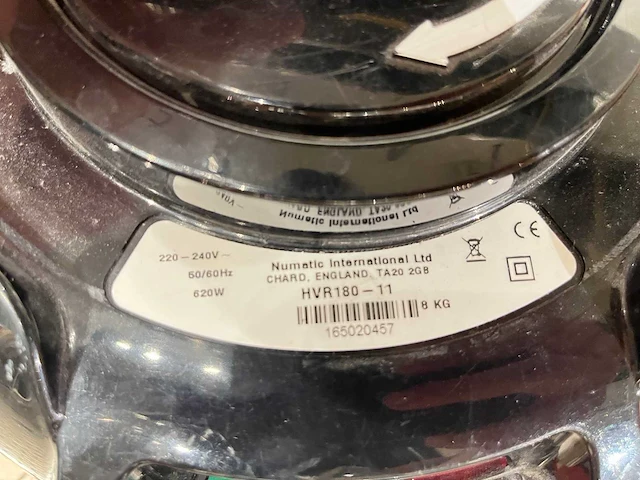 220-240V~
50/60Hz
620W
Numatic International Ltd
CHARD, ENGLAND, TA20 2GB
HVR180-11
8 KG
165020457
CE